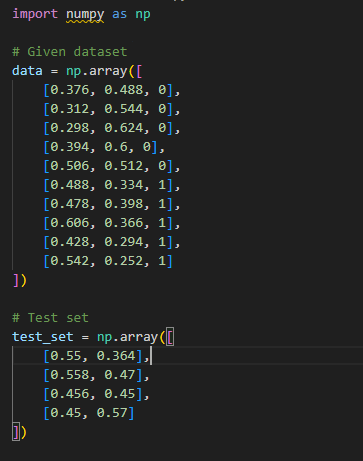 import numpy as np
# Given dataset
data = np.array([
    [0.376, 0.488, 0],
    [0.312, 0.544, 0],
    [0.298, 0.624, 0],
    [0.394, 0.6, 0],
    [0.506, 0.512, 0],
    [0.488, 0.334, 1],
    [0.478, 0.398, 1],
    [0.606, 0.366, 1],
    [0.428, 0.294, 1],
    [0.542, 0.252, 1]
])
# Test set
test_set = np.array([
    [0.55, 0.364],
    [0.558, 0.47],
    [0.456, 0.45],
    [0.45, 0.57]
])